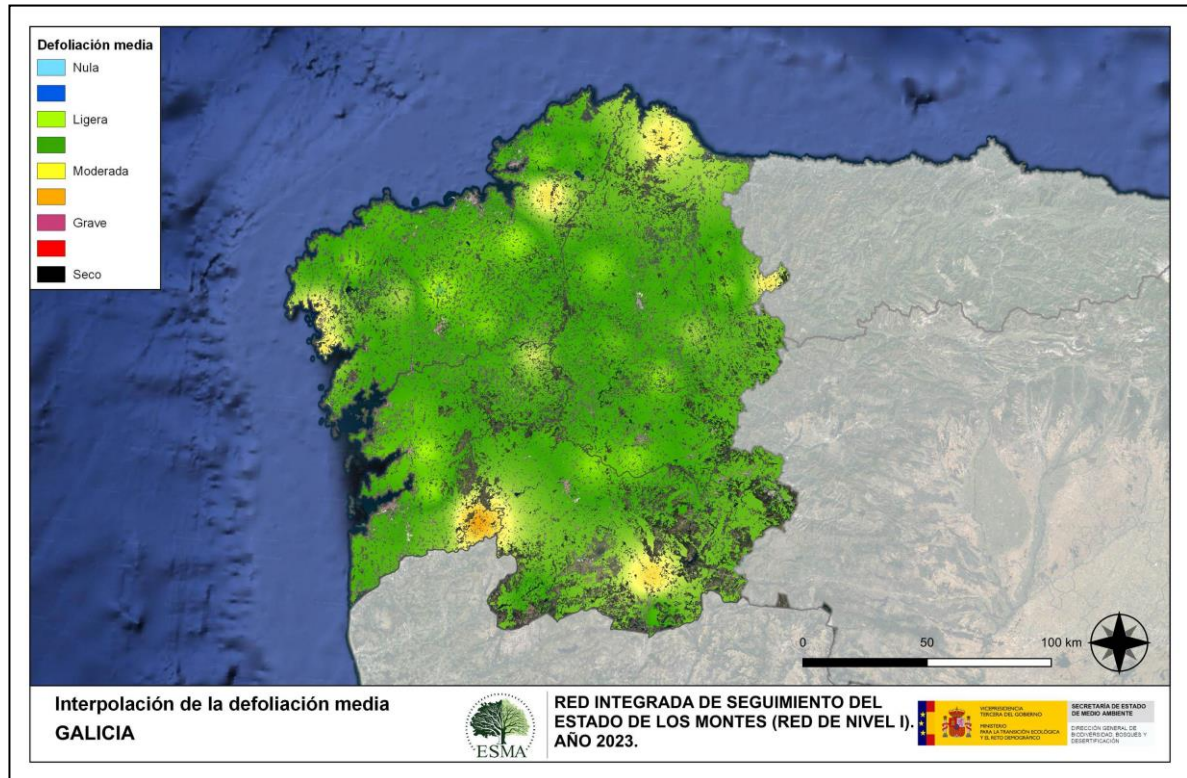 Defoliación media
Nula
Ligera
Moderada
Grave
Seco
0 50 100 km
Interpolación de la defoliación media
GALICIA
ESMA
RED INTEGRADA DE SEGUIMIENTO DEL
ESTADO DE LOS MONTES (RED DE NIVEL I).
AÑO 2023.
VICEPRESIDENCIA
TERCERA DEL GOBIERNO
MINISTERIO
PARA LA TRANSICIÓN ECOLÓGICA
Y EL RETO DEMOGRÁFICO
SECRETARÍA DE ESTADO
DE MEDIO AMBIENTE
DIRECCIÓN GENERAL DE
BIODIVERSIDAD, BOSQUES Y
DESERTIFICACIÓN